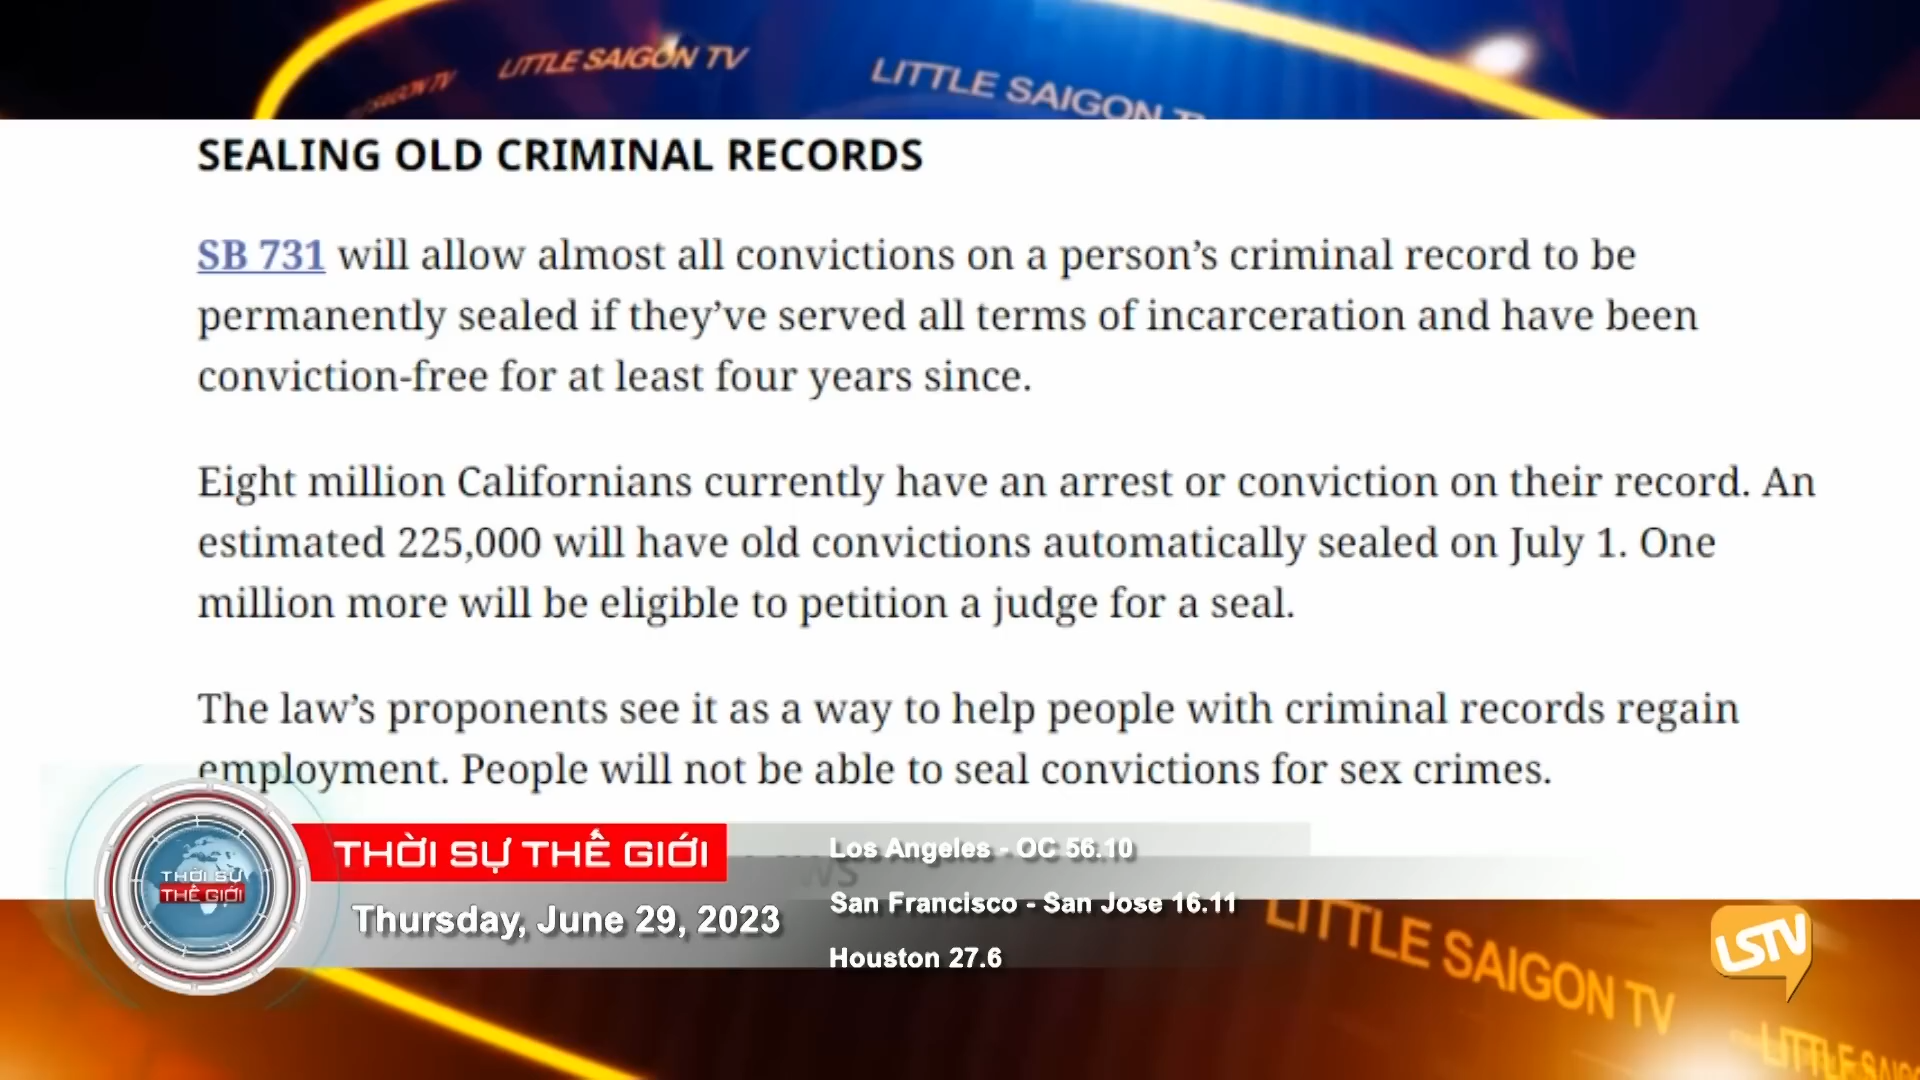 LITTLE SAIGON TV
LITTLE SAIGON TV
SEALING OLD CRIMINAL RECORDS
SB 731 will allow almost all convictions on a person's criminal record to be
permanently sealed if they've served all terms of incarceration and have been
conviction-free for at least four years since.
Eight million Californians currently have an arrest or conviction on their record. An
estimated 225,000 will have old convictions automatically sealed on July 1. One
million more will be eligible to petition a judge for a seal.
The law's proponents see it as a way to help people with criminal records regain
employment. People will not be able to seal convictions for sex crimes.
THỜI SỰ THẾ GIỚI
Los Angeles - OC 56.10
THỜI SỰ
THẾ GIỚI
Thursday, June 29, 2023
San Francisco - San Jose 16.11
Houston 27.6
LITTLE SAIGON TV
LSTV
LITTLE SAIGO